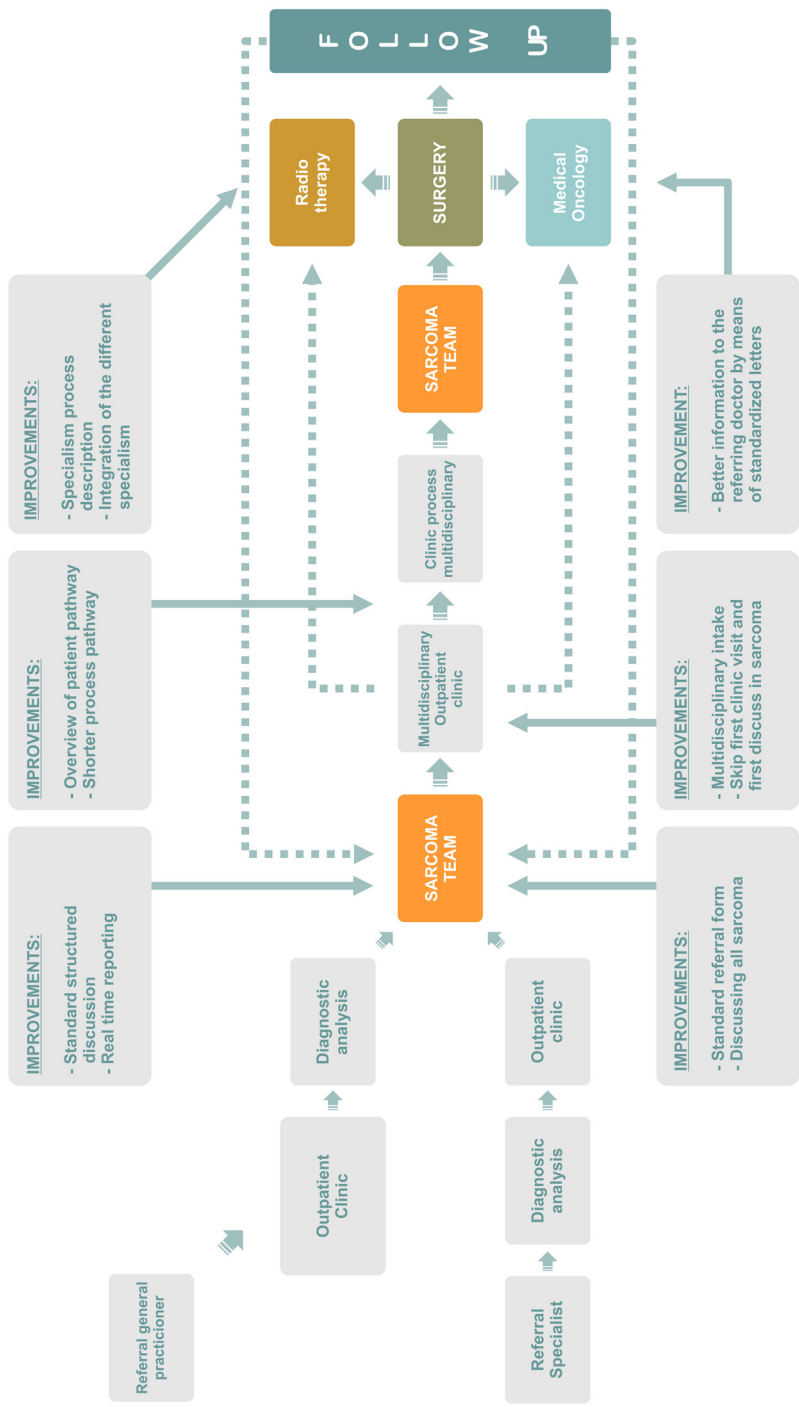 IMPROVEMENTS:
- Standard structured
discussion
- Real time reporting
IMPROVEMENTS:
- Overview of patient pathway
- Shorter process pathway
IMPROVEMENTS:
- Specialism process
description
- Integration of the different
specialism
Referral general
practicioner
Outpatient
Clinic
Diagnostic
analysis
Referral
Specialist
Diagnostic
analysis
Outpatient
clinic
SARCOMA
TEAM
Multidisciplinary
Outpatient
clinic
Clinic process
multidisciplinary
SARCOMA
TEAM
Radio
therapy
SURGERY
Medical
Oncology
FOLLOW UP
IMPROVEMENTS:
- Standard referral form
- Discussing all sarcoma
IMPROVEMENTS:
- Multidisciplinary intake
- Skip first clinic visit and
first discuss in sarcoma
IMPROVEMENT:
- Better information to the
referring doctor by means
of standardized letters